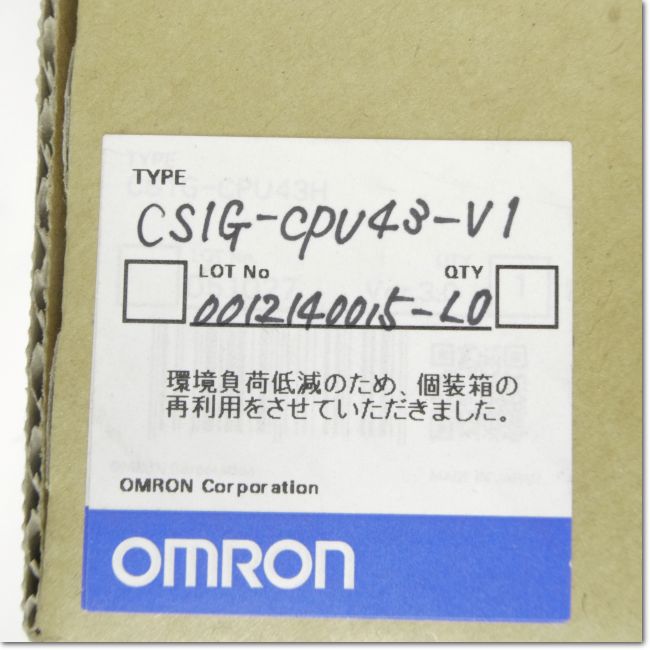 TYPE
CS1G-CPU43-V1
LOT No QTY
0012140015-L0
環境負荷低減のため、個装箱の
再利用をさせていただきました。
OMRON Corporation
OMRON